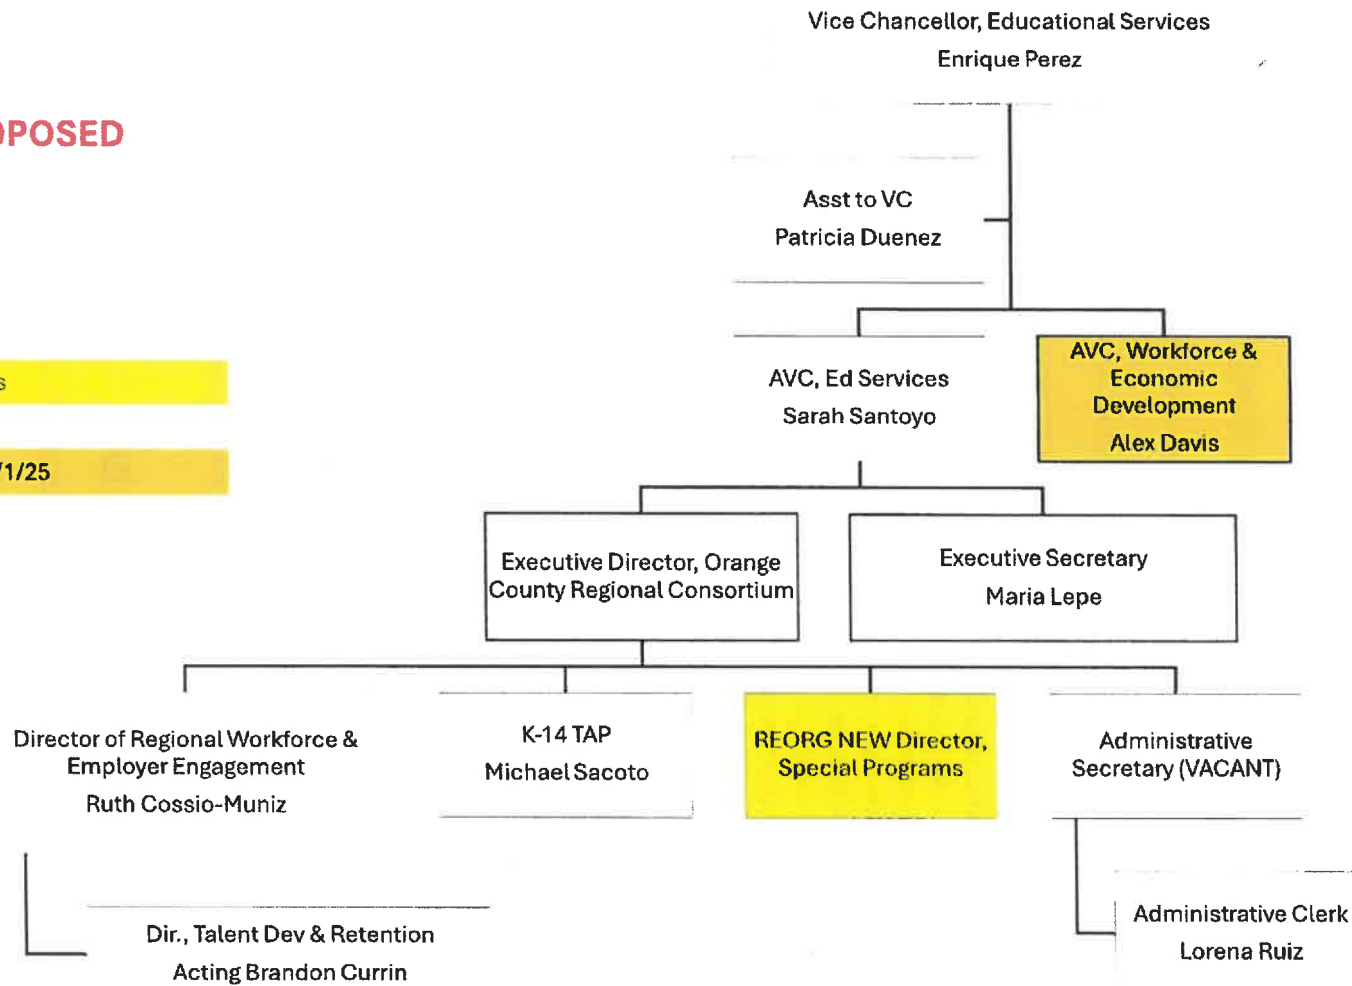 Vice Chancellor, Educational Services
Enrique Perez
OPOSED
Asst to VC
Patricia Duenez
s
/1/25
AVC, Ed Services
Sarah Santoyo
AVC, Workforce &
Economic
Development
Alex Davis
Executive Director, Orange
County Regional Consortium
Executive Secretary
Maria Lepe
Director of Regional Workforce &
Employer Engagement
Ruth Cossio-Muniz
K-14 TAP
Michael Sacoto
REORG NEW Director,
Special Programs
Administrative
Secretary (VACANT)
Dir., Talent Dev & Retention
Acting Brandon Currin
Administrative Clerk
Lorena Ruiz